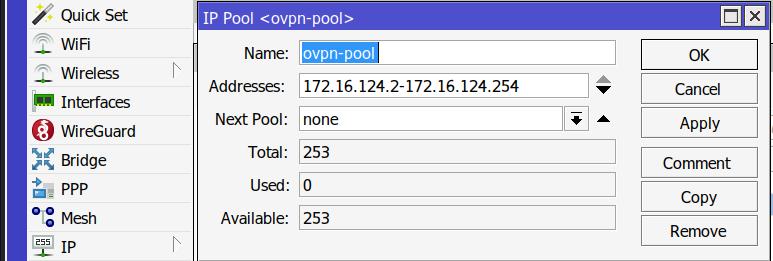 Quick Set
WiFi
Wireless
Interfaces
WireGuard
Bridge
PPP
Mesh
255
IP
IP Pool <ovpn-pool>
Name: ovpn-pool
Addresses: 172.16.124.2-172.16.124.254
Next Pool: none
Total: 253
Used: 0
Available: 253
OK
Cancel
Apply
Comment
Copy
Remove